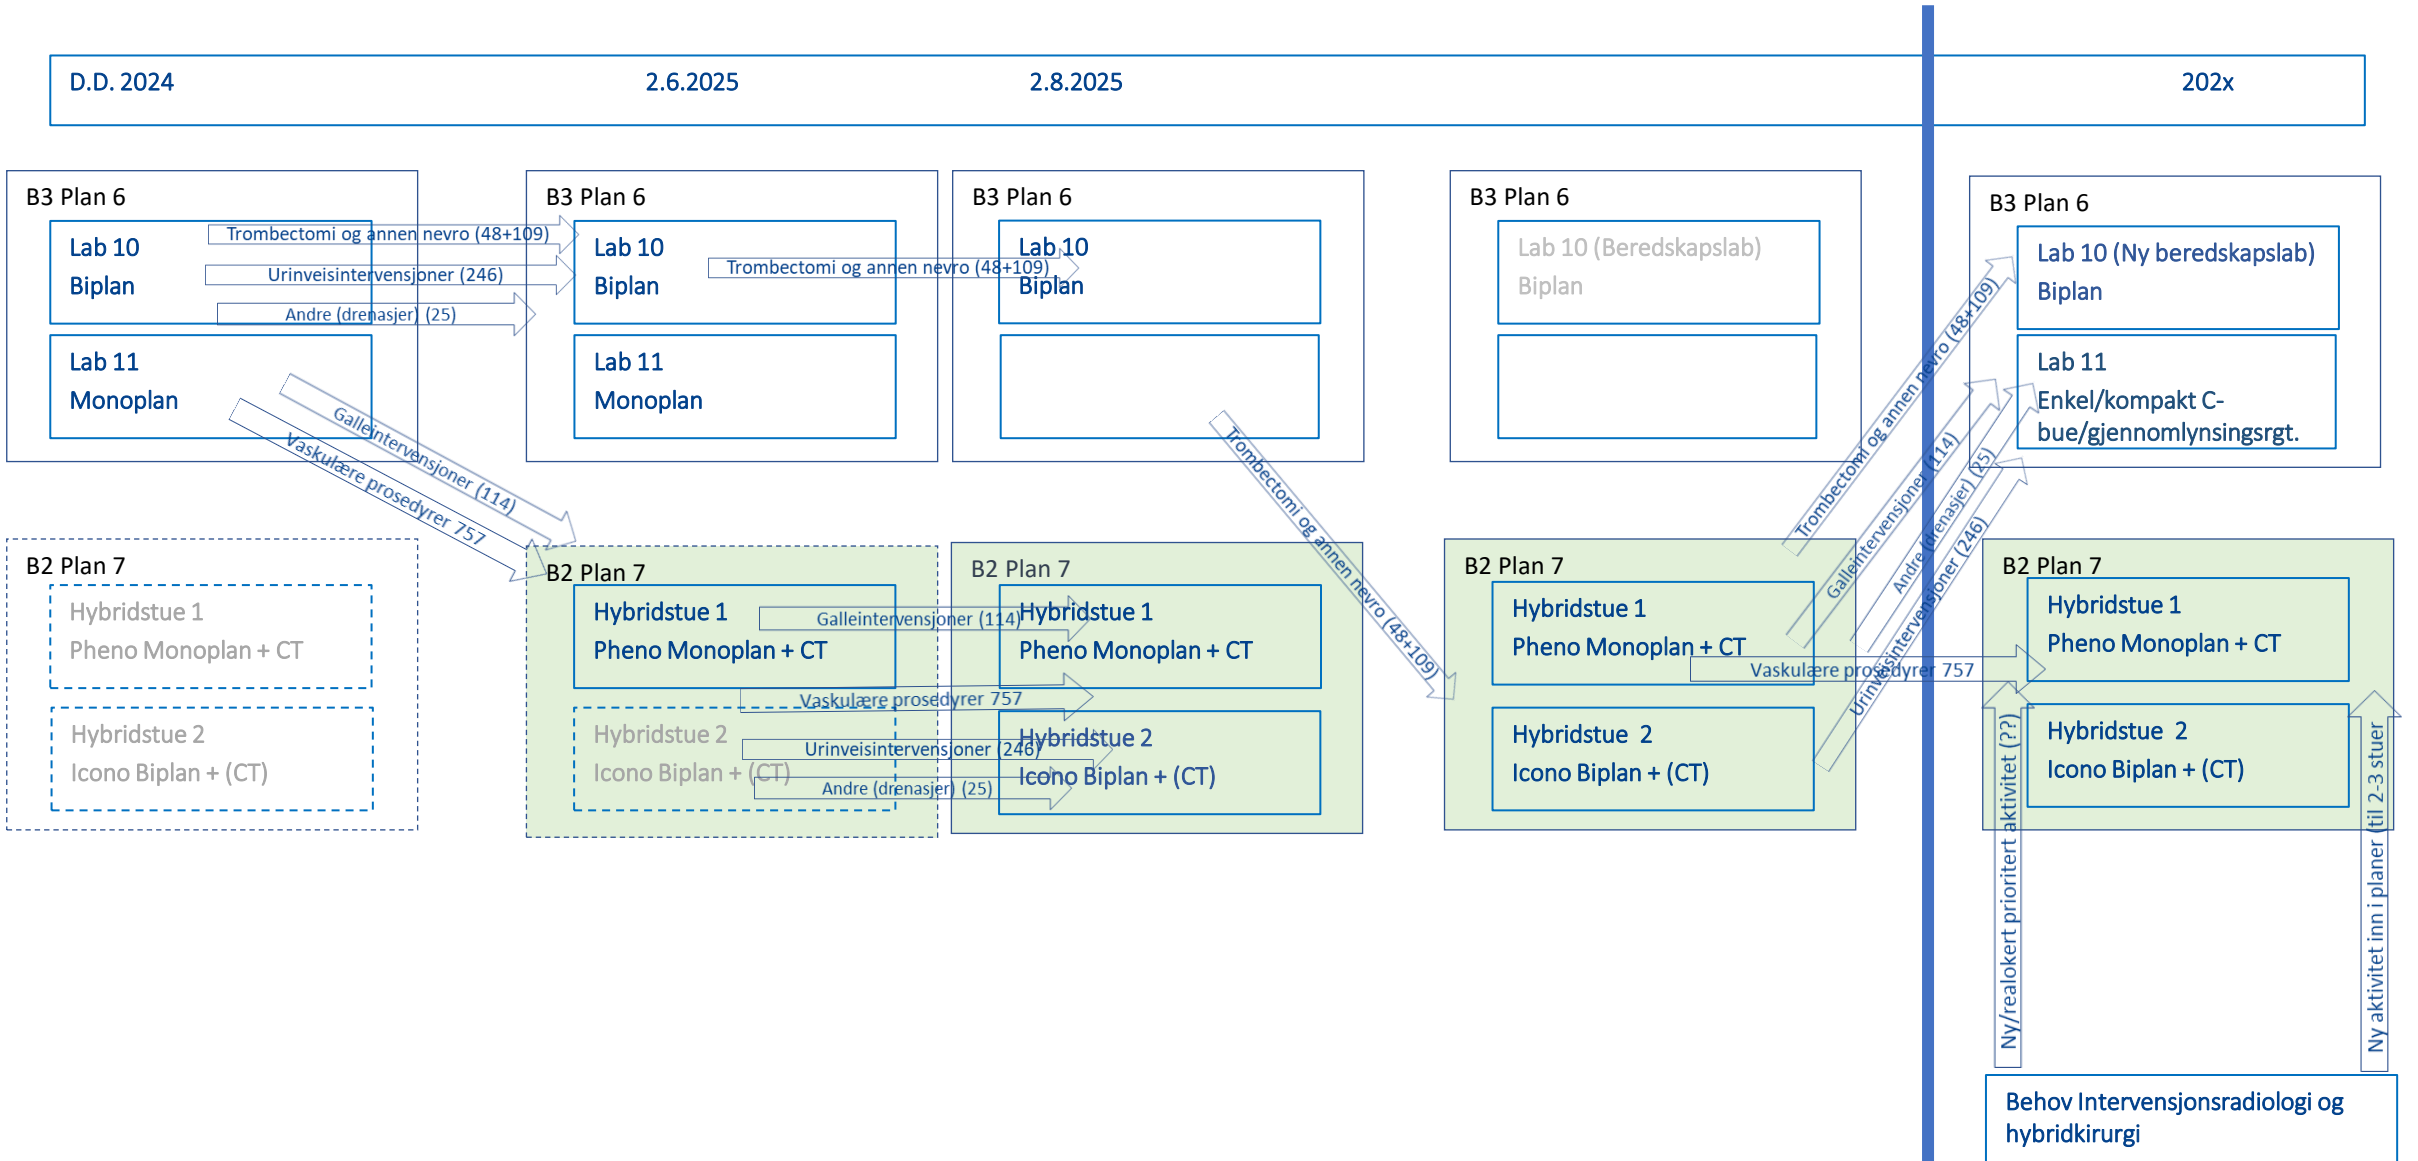 D.D. 2024
2.6.2025
2.8.2025
202x
B3 Plan 6
Lab 10
Biplan
Lab 11
Monoplan
Trombectomi og annen nevro (48+109)
Urinveisintervensjoner (246)
Andre (drenasjer) (25)
Galleintervensjoner (114)
Vaskulære prosedyrer 757
B2 Plan 7
Hybridstue 1
Pheno Monoplan + CT
Hybridstue 2
Icono Biplan + (CT)
B3 Plan 6
Lab 10
Biplan
Lab 11
Monoplan
Trombectomi og annen nevro (48+109)
B2 Plan 7
Hybridstue 1
Pheno Monoplan + CT
Hybridstue 2
Icono Biplan + (CT)
Galleintervensjoner (114)
Vaskulære prosedyrer 757
Urinveisintervensjoner (246)
Andre (drenasjer) (25)
B3 Plan 6
Lab 10
Biplan
Trombectomi og annen nevro (48+109)
B2 Plan 7
Hybridstue 1
Pheno Monoplan + CT
Hybridstue 2
Icono Biplan + (CT)
B3 Plan 6
Lab 10 (Beredskapslab)
Biplan
B2 Plan 7
Hybridstue 1
Pheno Monoplan + CT
Hybridstue 2
Icono Biplan + (CT)
Trombectomi og annen nevro (48+109)
Galleintervensjoner (114)
Andre (drenasjer) (25)
Urinveisintervensjoner (246)
Vaskulære prosedyrer 757
B3 Plan 6
Lab 10 (Ny beredskapslab)
Biplan
Lab 11
Enkel/kompakt C-
bue/gjennomlynsingsrgt.
B2 Plan 7
Hybridstue 1
Pheno Monoplan + CT
Hybridstue 2
Icono Biplan + (CT)
Ny/realokert prioritert aktivitet (??)
Ny aktivitet inn i planer (til 2-3 stuer
Behov Intervensjonsradiologi og
hybridkirurgi